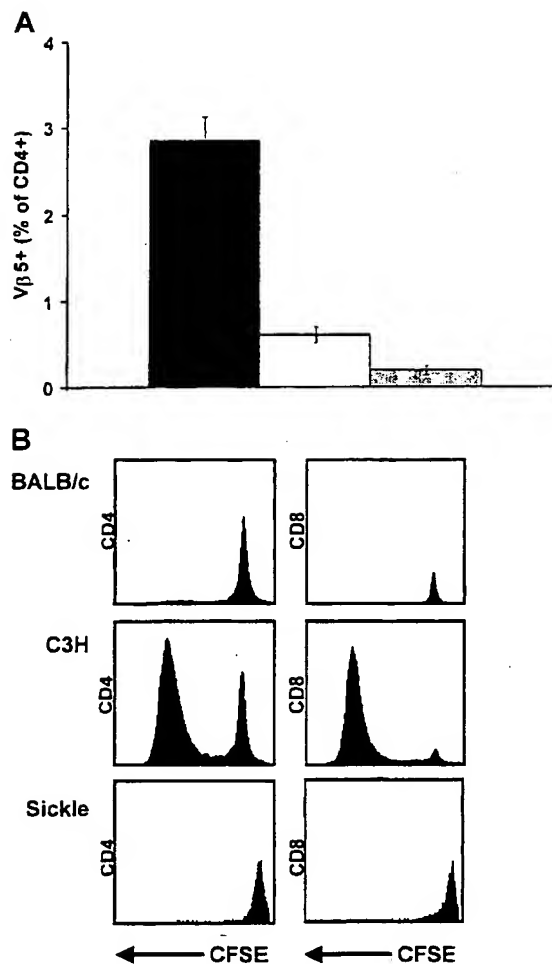 A
4
3
2
1
0
Vβ5+ (% of CD4+)
B
BALB/c
CD4
CD8
C3H
CD4
CD8
Sickle
CD4
CD8
CFSE
CFSE